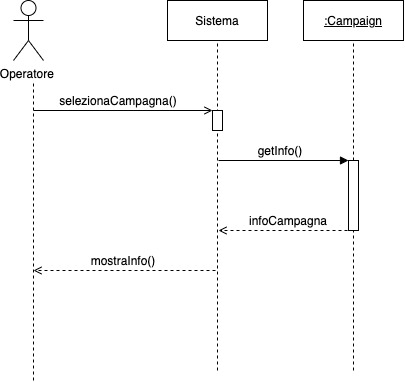 Sistema
:Campaign
Operatore
selezionaCampagna()
getInfo()
infoCampagna
mostraInfo()